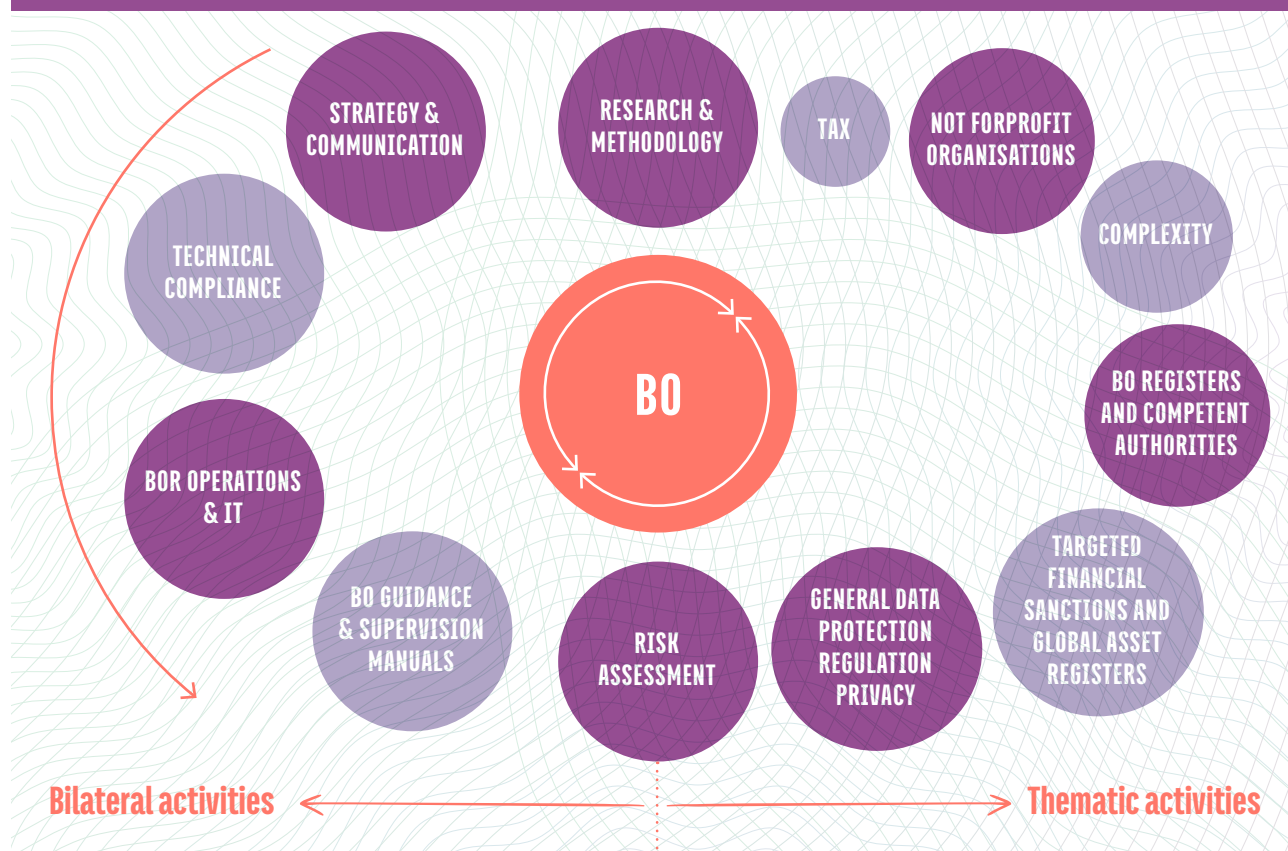 STRATEGY &
COMMUNICATION
RESEARCH &
METHODOLOGY
TAX
NOT FORPROFIT
ORGANISATIONS
COMPLEXITY
TECHNICAL
COMPLIANCE
BO
BO REGISTERS
AND COMPETENT
AUTHORITIES
BOR OPERATIONS
& IT
BO GUIDANCE
& SUPERVISION
MANUALS
RISK
ASSESSMENT
GENERAL DATA
PROTECTION
REGULATION
PRIVACY
TARGETED
FINANCIAL
SANCTIONS AND
GLOBAL ASSET
REGISTERS
Bilateral activities
Thematic activities